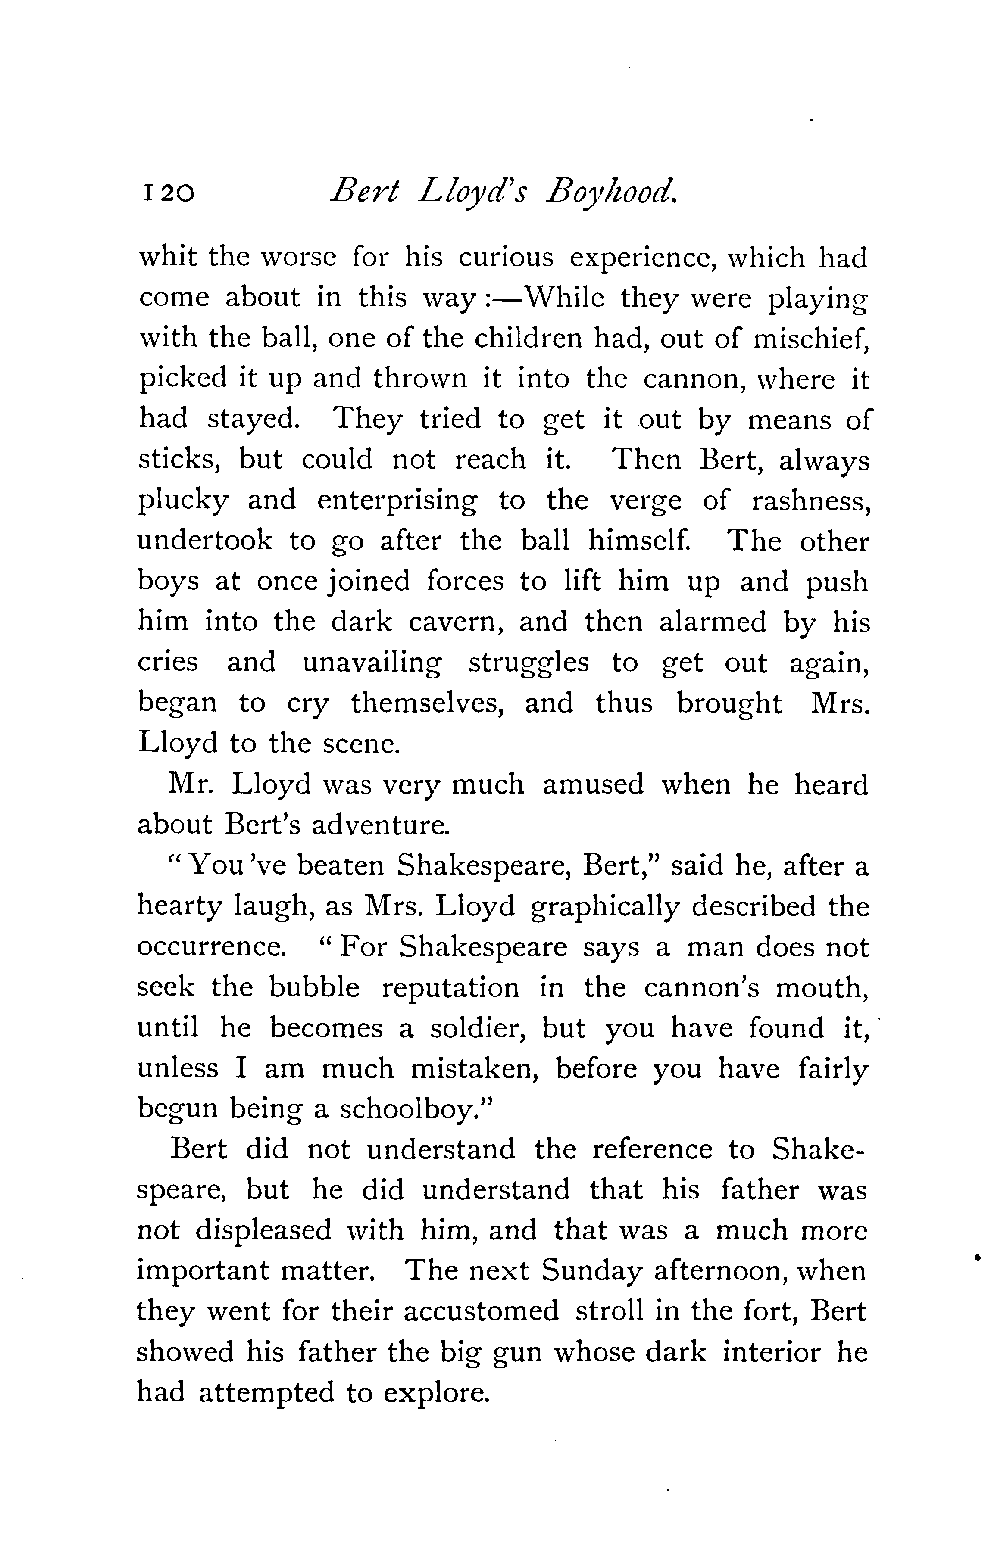 120 Bert Lloyd's Boyhood.
whit the worse for his curious experience, which had
come about in this way :—While they were playing
with the ball, one of the children had, out of mischief,
picked it up and thrown it into the cannon, where it
had stayed. They tried to get it out by means of
sticks, but could not reach it. Then Bert, always
plucky and enterprising to the verge of rashness,
undertook to go after the ball himself. The other
boys at once joined forces to lift him up and push
him into the dark cavern, and then alarmed by his
cries and unavailing struggles to get out again,
began to cry themselves, and thus brought Mrs.
Lloyd to the scene.
Mr. Lloyd was very much amused when he heard
about Bert's adventure.
"You 've beaten Shakespeare, Bert," said he, after a
hearty laugh, as Mrs. Lloyd graphically described the
occurrence. "For Shakespeare says a man does not
seek the bubble reputation in the cannon's mouth,
until he becomes a soldier, but you have found it,
unless I am much mistaken, before you have fairly
begun being a schoolboy."
Bert did not understand the reference to Shake-
speare, but he did understand that his father was
not displeased with him, and that was a much more
important matter. The next Sunday afternoon, when
they went for their accustomed stroll in the fort, Bert
showed his father the big gun whose dark interior he
had attempted to explore.